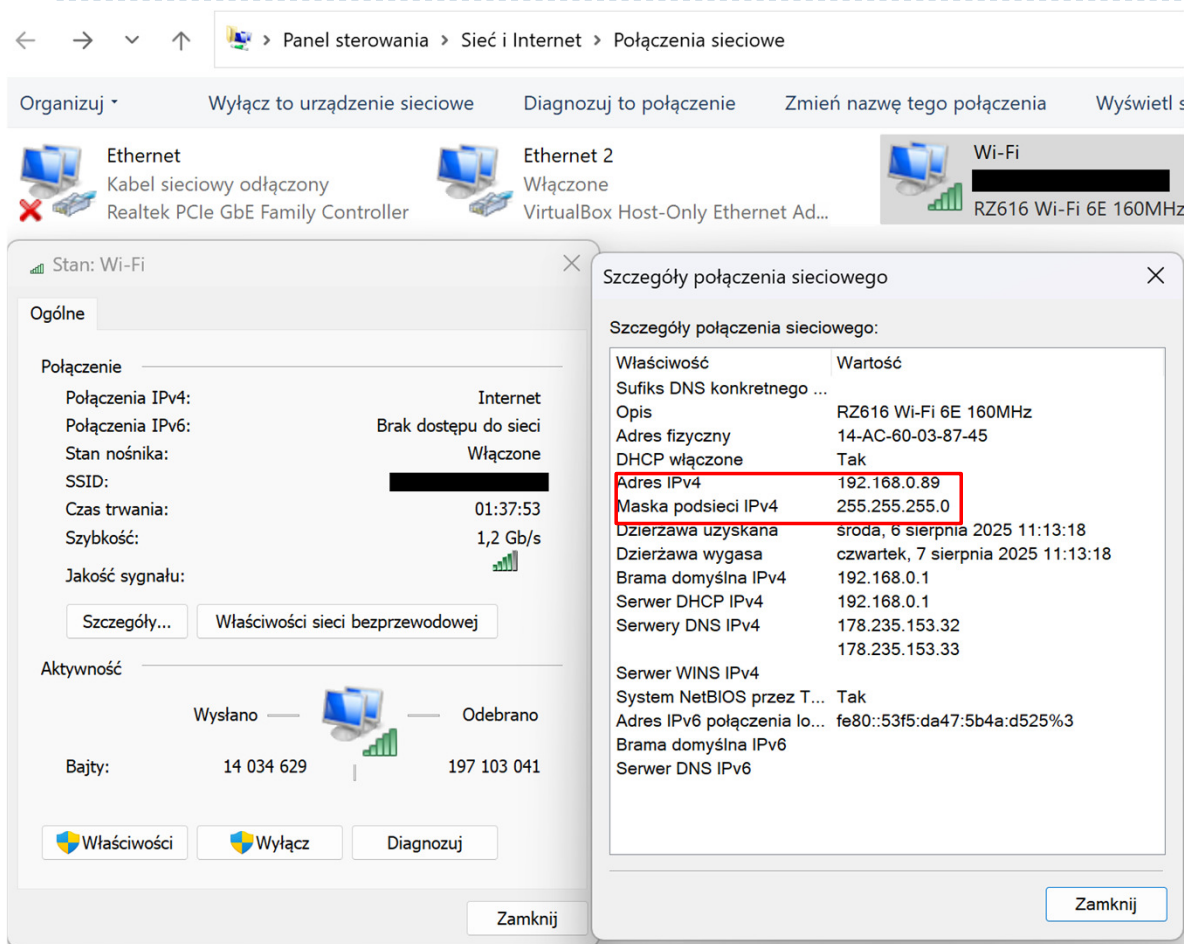 Panel sterowania > Sieć i Internet > Połączenia sieciowe
Organizuj Wyłącz to urządzenie sieciowe Diagnozuj to połączenie Zmień nazwę tego połączenia Wyświetl s
Ethernet
Kabel sieciowy odłączony
Realtek PCIe GbE Family Controller
Ethernet 2
Włączone
VirtualBox Host-Only Ethernet Ad...
Wi-Fi
RZ616 Wi-Fi 6E 160MHz
Stan: Wi-Fi
Ogólne
Połączenie
Połączenia IPv4: Internet
Połączenia IPv6: Brak dostępu do sieci
Stan nośnika: Włączone
SSID:
Czas trwania: 01:37:53
Szybkość: 1,2 Gb/s
Jakość sygnału:
Szczegóły... Właściwości sieci bezprzewodowej
Aktywność
Wysłano Odebrano
Bajty: 14 034 629 197 103 041
Właściwości Wyłącz Diagnozuj
Zamknij
Szczegóły połączenia sieciowego
Szczegóły połączenia sieciowego:
Właściwość Wartość
Sufiks DNS konkretnego ...
Opis RZ616 Wi-Fi 6E 160MHz
Adres fizyczny 14-AC-60-03-87-45
DHCP włączone Tak
Adres IPv4 192.168.0.89
Maska podsieci IPv4 255.255.255.0
Dzierżawa uzyskana środa, 6 sierpnia 2025 11:13:18
Dzierżawa wygasa czwartek, 7 sierpnia 2025 11:13:18
Brama domyślna IPv4 192.168.0.1
Serwer DHCP IPv4 192.168.0.1
Serwery DNS IPv4 178.235.153.32
178.235.153.33
Serwer WINS IPv4
System NetBIOS przez T... Tak
Adres IPv6 połączenia lo... fe80::53f5:da47:5b4a:d525%3
Brama domyślna IPv6
Serwer DNS IPv6
Zamknij